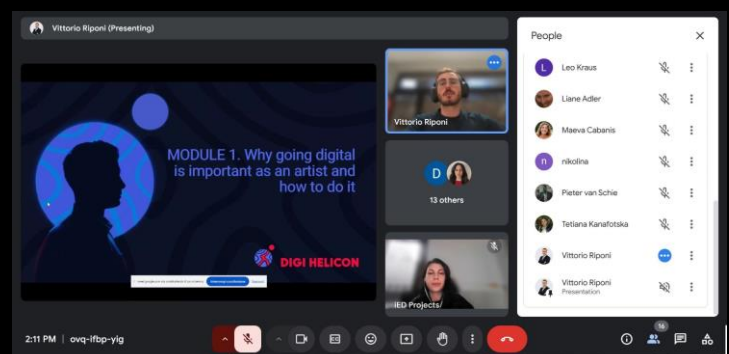 Vittorio Riponi (Presenting)
MODULE 1. Why going digital
is important as an artist and
how to do it
DIGI HELICON
Vittorio Riponi
D
13 others
IED Projects
People
L Leo Kraus
Liane Adler
Maeva Cabanis
n nikolina
Pieter van Schie
Tetiana Kanafotska
Vittorio Riponi
Vittorio Riponi
Presentation
2:11 PM | ovq-ifbp-yig
16